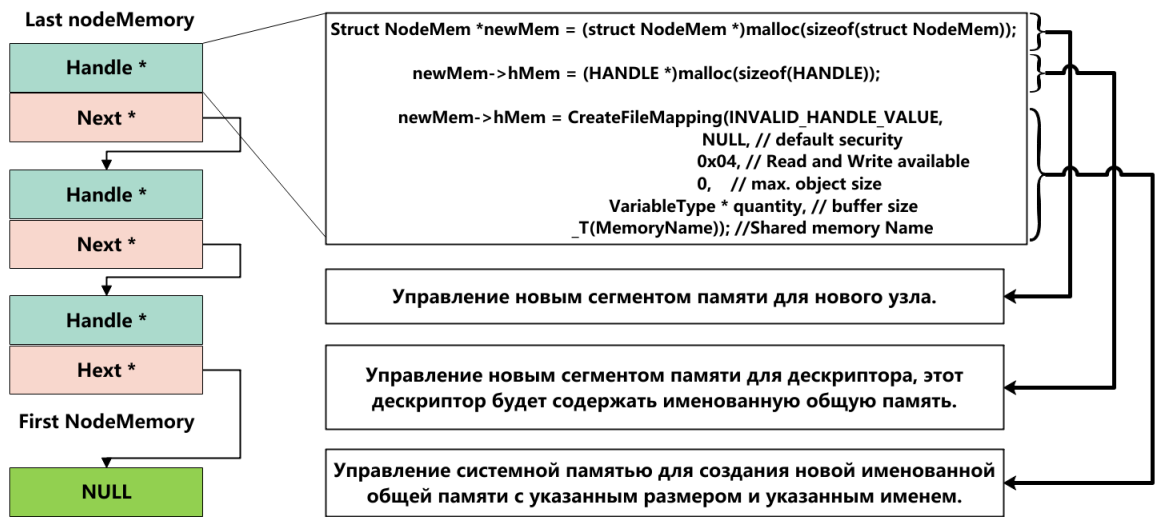 Last nodeMemory
Handle *
Next *
Handle *
Next *
Handle *
Hext *
First NodeMemory
NULL
Struct NodeMem *newMem = (struct NodeMem *)malloc(sizeof(struct NodeMem));
newMem->hMem = (HANDLE *)malloc(sizeof(HANDLE));
newMem->hMem = CreateFileMapping(INVALID_HANDLE_VALUE,
NULL, // default security
0x04, // Read and Write available
0, // max. object size
VariableType * quantity, // buffer size
_T(MemoryName)); //Shared memory Name
Управление новым сегментом памяти для нового узла.
Управление новым сегментом памяти для дескриптора, этот
дескриптор будет содержать именованную общую память.
Управление системной памятью для создания новой именованной
общей памяти с указанным размером и указанным именем.